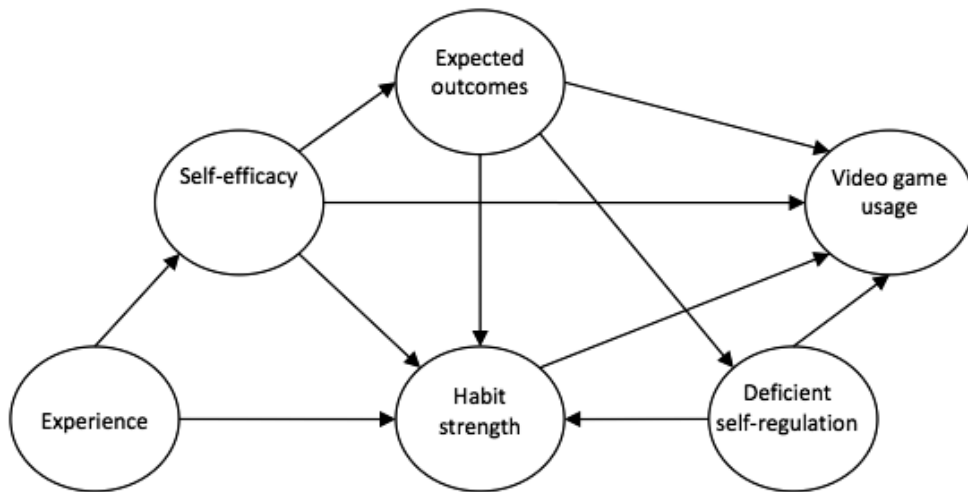 Expected
outcomes
Self-efficacy
Video game
usage
Experience
Habit
strength
Deficient
self-regulation